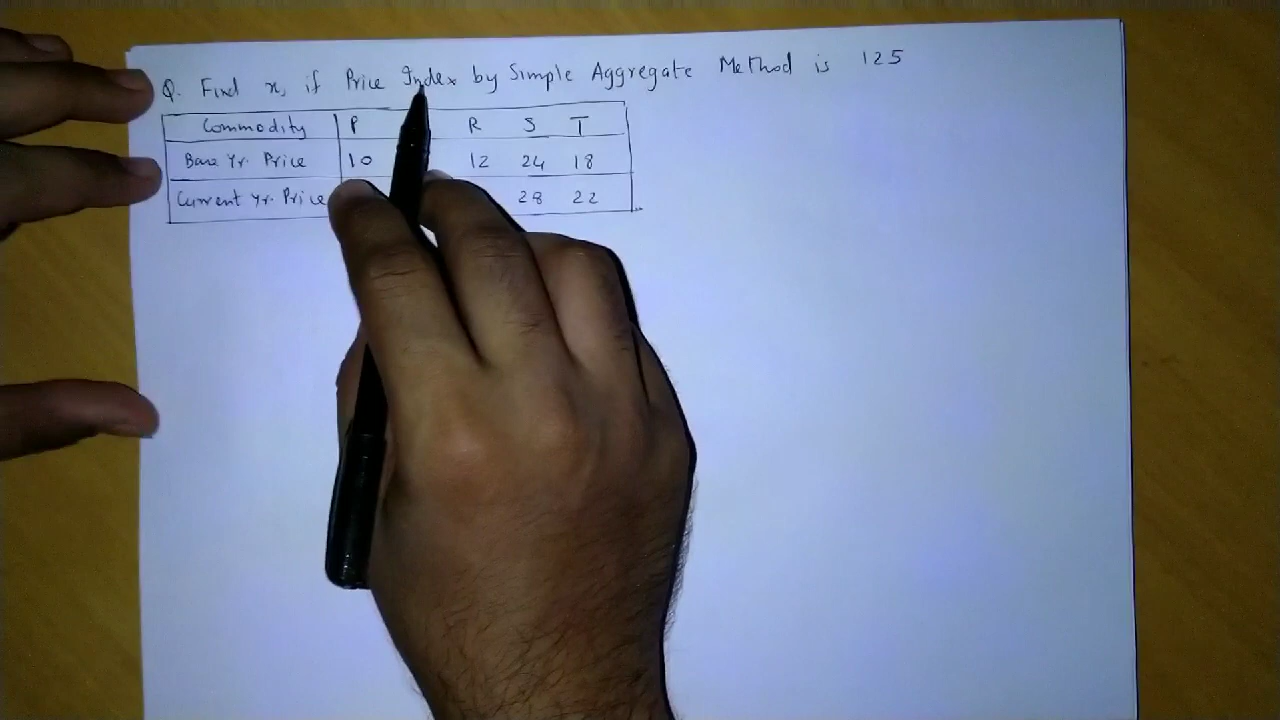 Q. Find x, if Price Index by Simple Aggregate Method is 125
Commodity P R S T
Base Yr. Price 10 12 24 18
Current Yr. Price 28 22